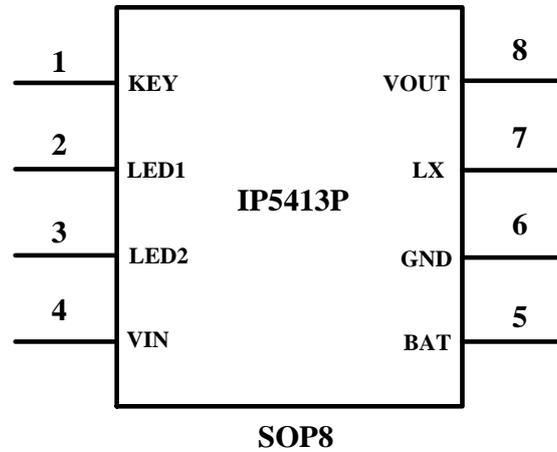 1 KEY VOUT 8
2 LED1 LX 7
IP5413P
3 LED2 GND 6
4 VIN BAT 5
SOP8